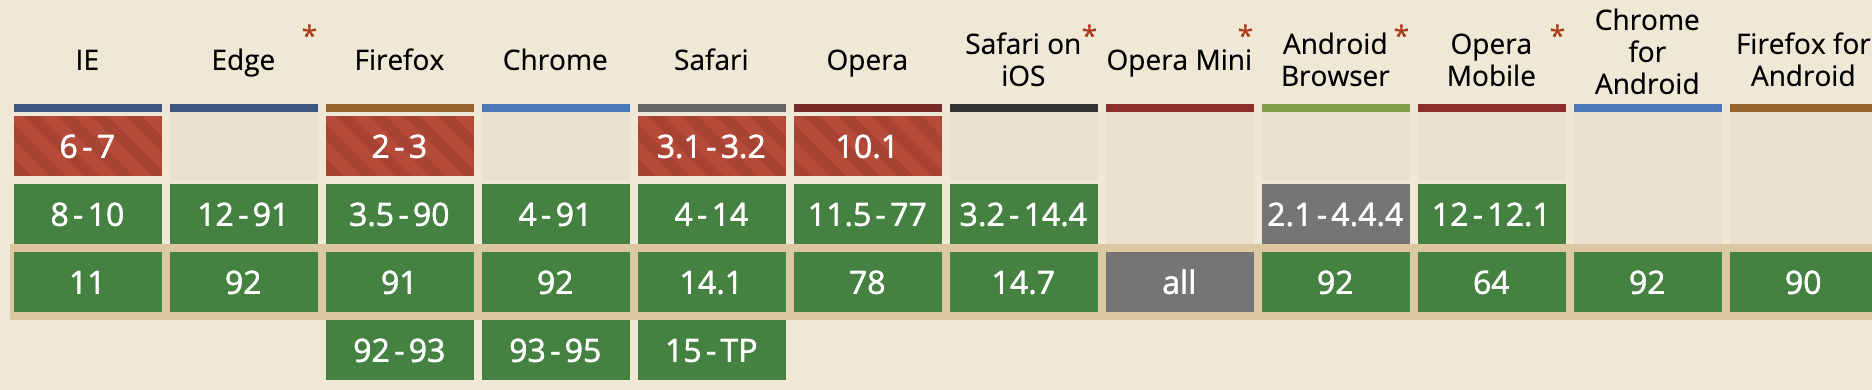 IE
Edge *
Firefox
Chrome
Safari
Opera
Safari on *
iOS
Opera Mini *
Android *
Browser
Opera *
Mobile
Chrome
for
Android
Firefox for
Android
6-7 2-3 3.1-3.2 10.1
8-10 12-91 3.5-90 4-91 4-14 11.5-77 3.2-14.4 2.1-4.4.4 12-12.1
11 92 91 92 14.1 78 14.7 all 92 64 92 90
92-93 93-95 15-TP